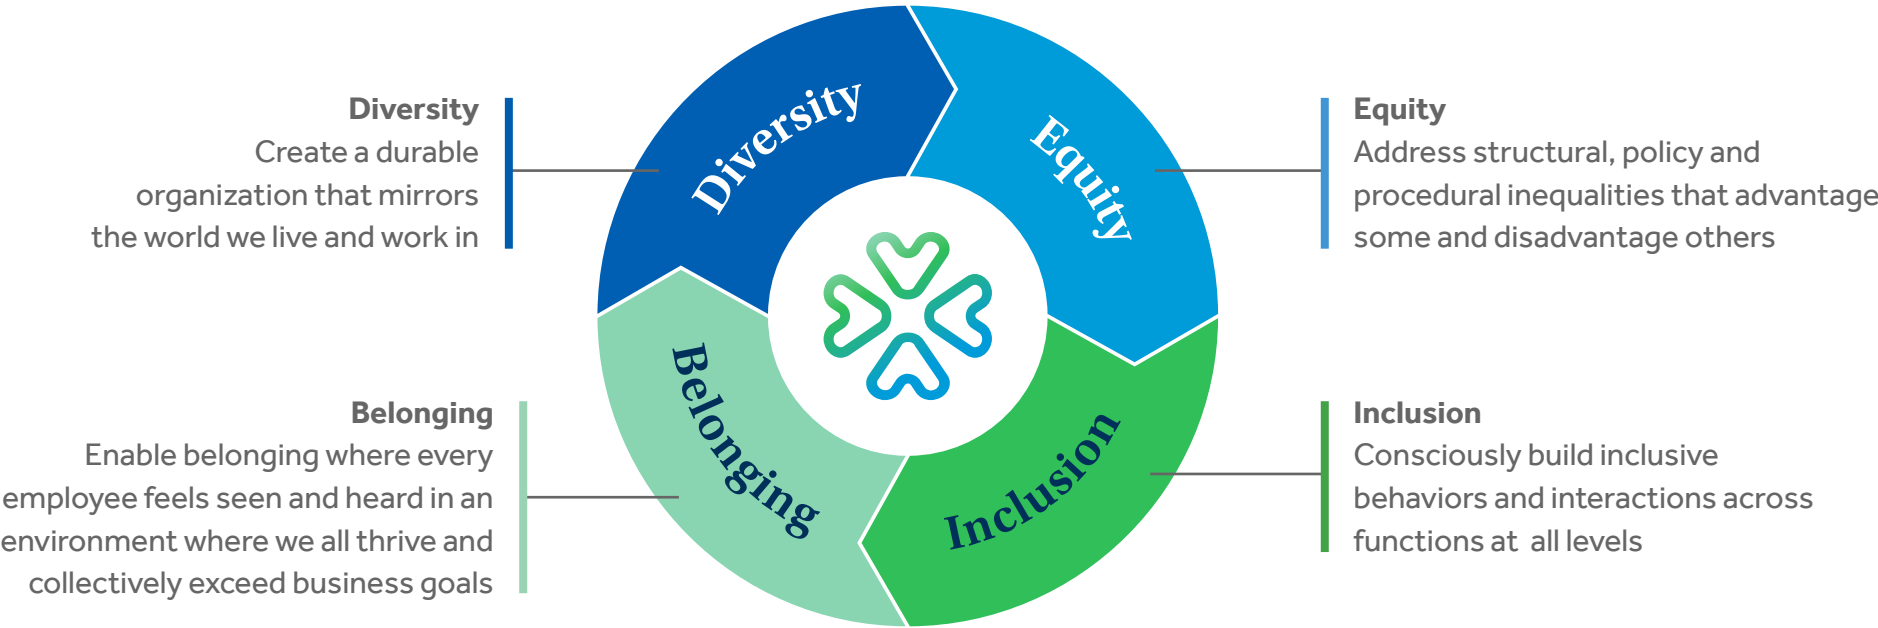 Diversity
Create a durable
organization that mirrors
the world we live and work in
Diversity
Equity
Equity
Address structural, policy and
procedural inequalities that advantage
some and disadvantage others
Belonging
Enable belonging where every
employee feels seen and heard in an
environment where we all thrive and
collectively exceed business goals
Belonging
Inclusion
Inclusion
Consciously build inclusive
behaviors and interactions across
functions at  all levels